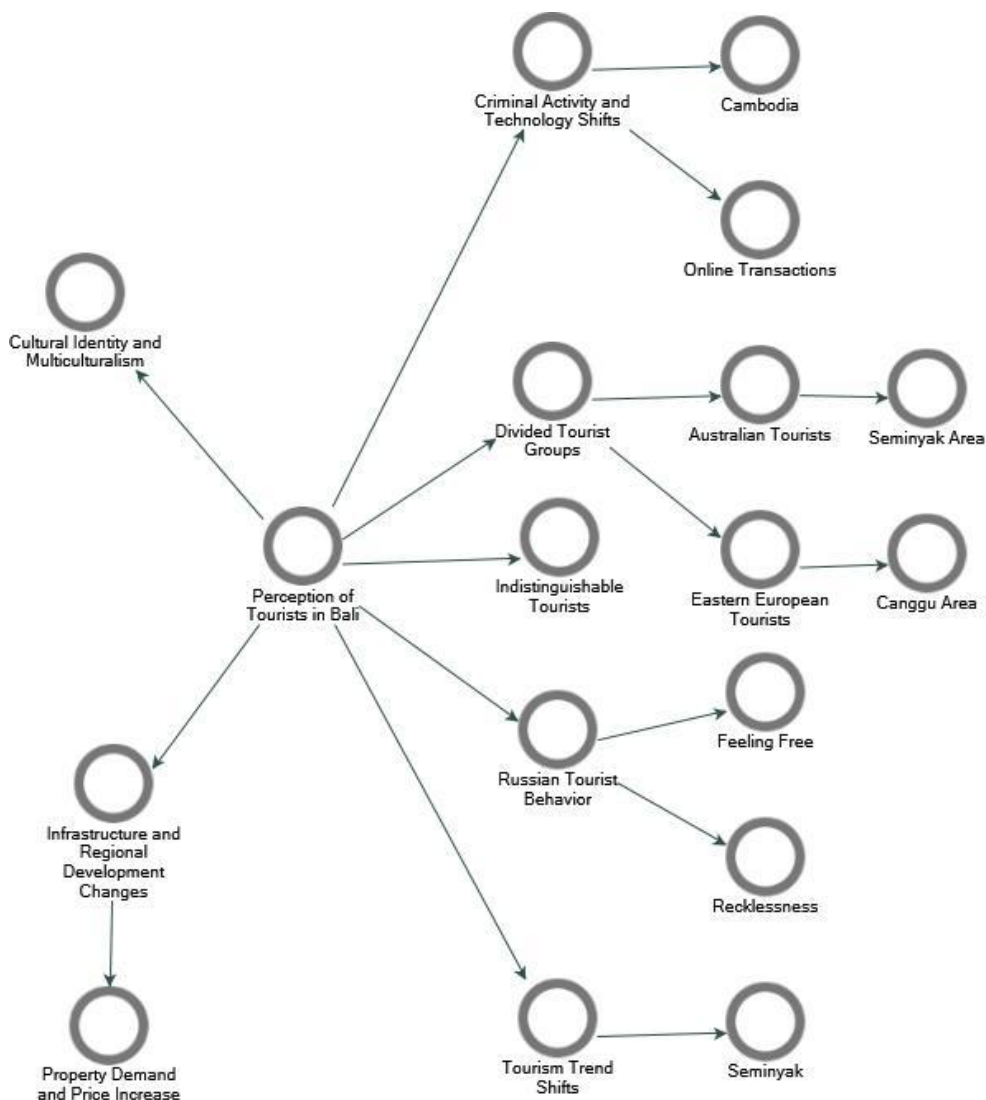 Criminal Activity and
Technology Shifts
Cambodia
Online Transactions
Cultural Identity and
Multiculturalism
Divided Tourist
Groups
Australian Tourists
Seminyak Area
Perception of
Tourists in Bali
Indistinguishable
Tourists
Eastern European
Tourists
Canggu Area
Feeling Free
Russian Tourist
Behavior
Infrastructure and
Regional
Development
Changes
Recklessness
Property Demand
and Price Increase
Tourism Trend
Shifts
Seminyak